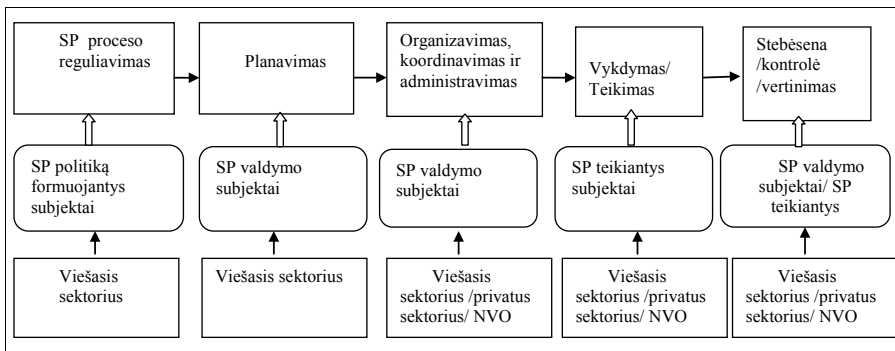 SP proceso
reguliavimas
Planavimas
Organizavimas,
koordinavimas ir
administravimas
Vykdymas/
Teikimas
Stebėsena
/kontrolė
/vertinimas
SP politiką
formuojantys
subjektai
SP valdymo
subjektai
SP valdymo
subjektai
SP teikiantys
subjektai
SP valdymo
subjektai/ SP
teikiantys
Viešasis
sektorius
Viešasis sektorius
Viešasis
sektorius /privatus
sektorius/ NVO
Viešasis
sektorius /privatus
sektorius/ NVO
Viešasis
sektorius /privatus
sektorius/ NVO